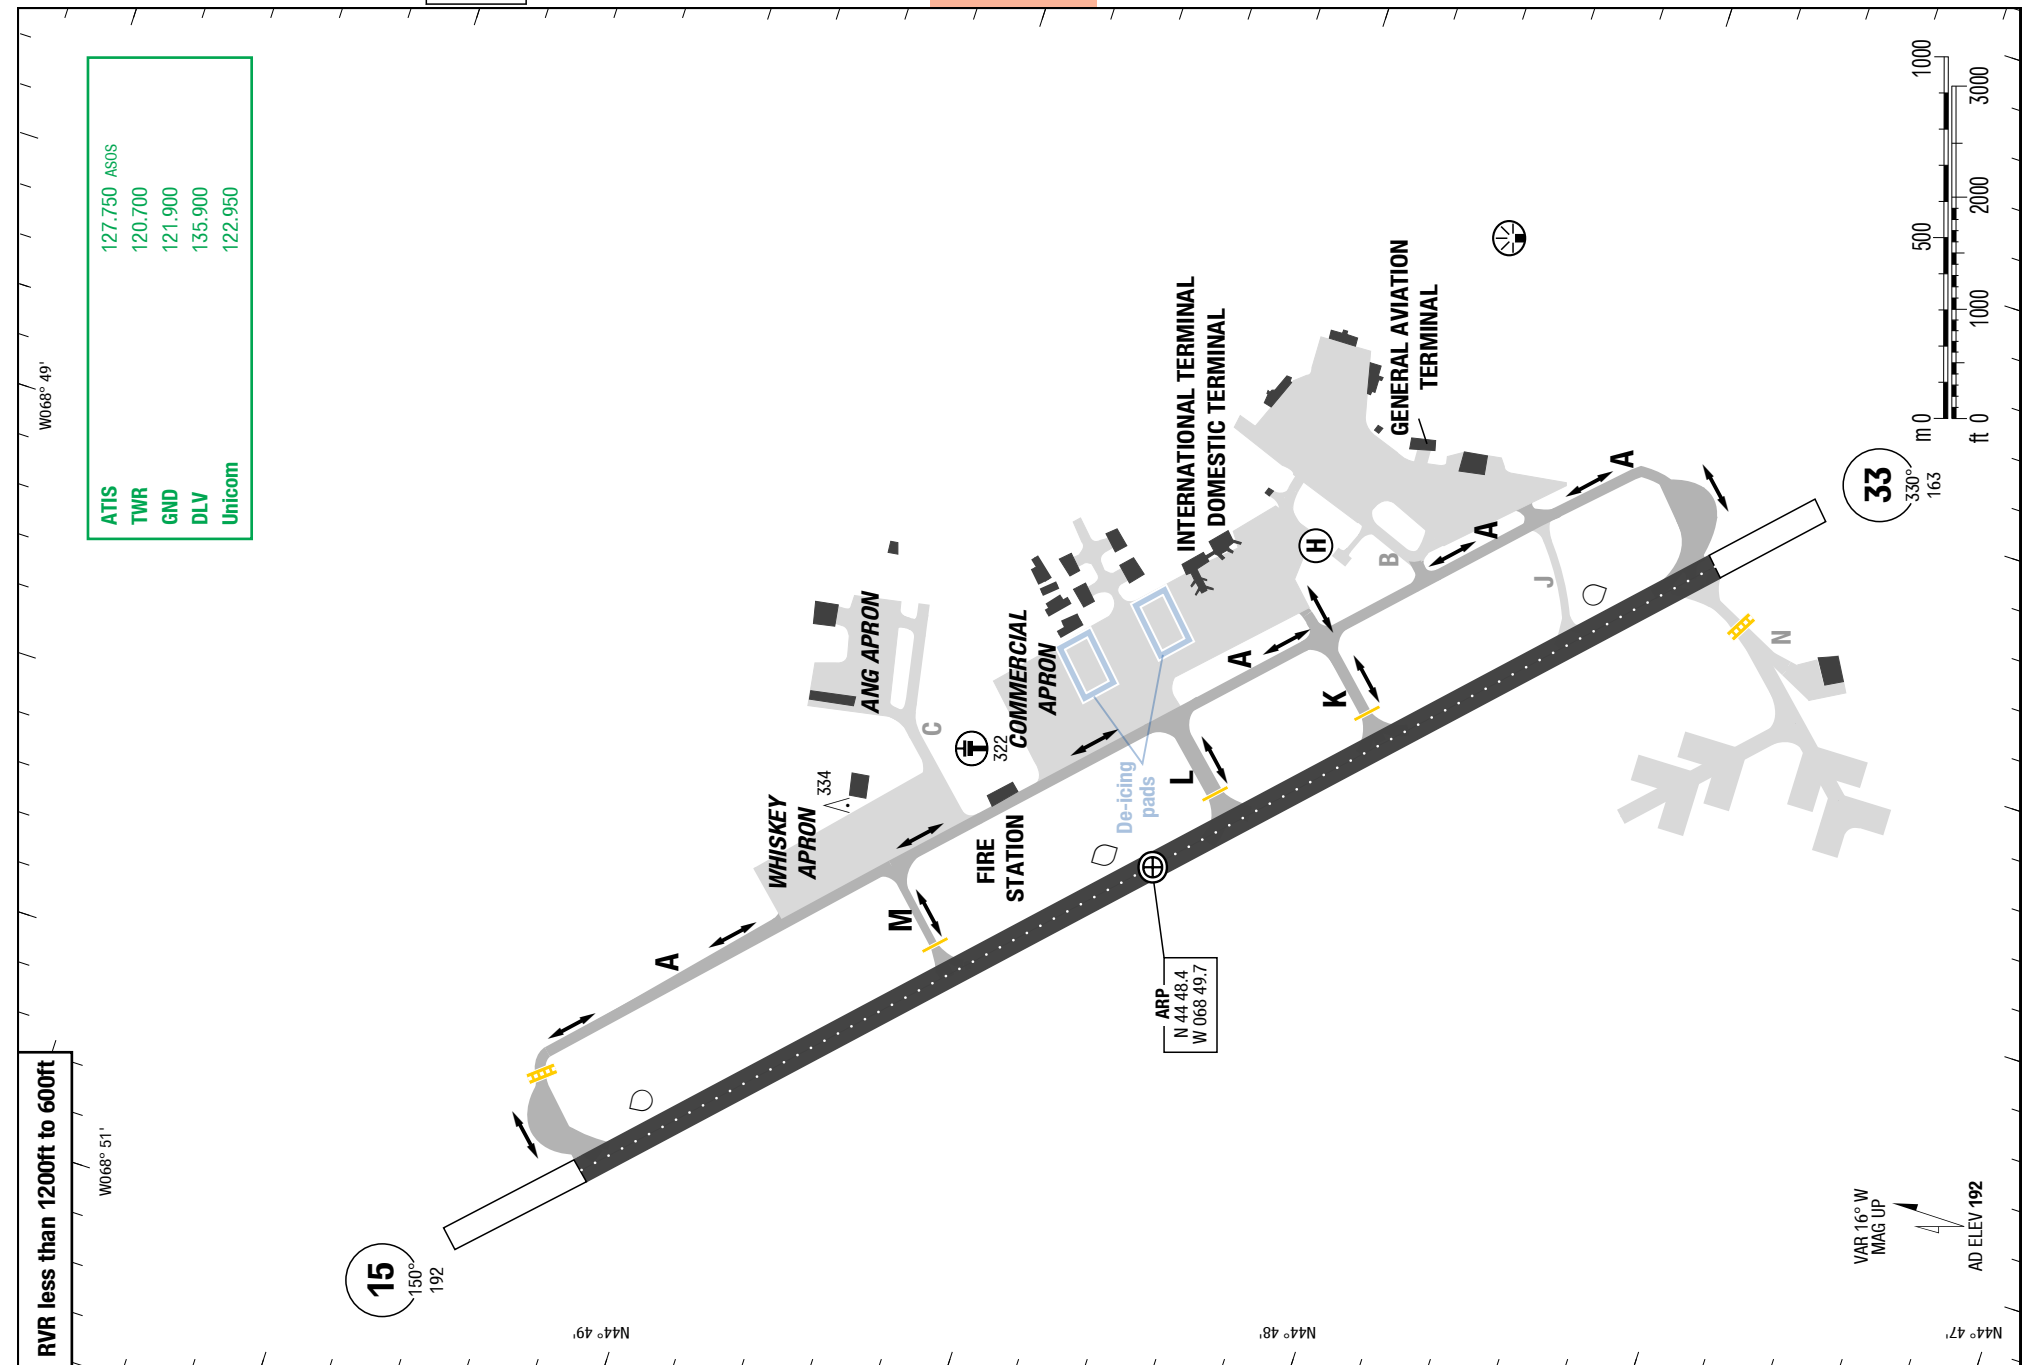 RVR less than 1200ft to 600ft
ATIS 127.750 ASOS
TWR 120.700
GND 121.900
DLV 135.900
Unicom 122.950
W068° 49'
W068° 51'
N44° 49'
N44° 48'
N44° 47'
15
150°
192
33
330°
163
A
A
A
A
M
L
K
B
J
C
N
H
WHISKEY
APRON
334
ANG APRON
322
COMMERCIAL
APRON
FIRE
STATION
De-icing
pads
INTERNATIONAL TERMINAL
DOMESTIC TERMINAL
GENERAL AVIATION
TERMINAL
ARP
N 44 48.4
W 068 49.7
m 0 500 1000
ft 0 1000 2000 3000
VAR 16° W
MAG UP
AD ELEV 192